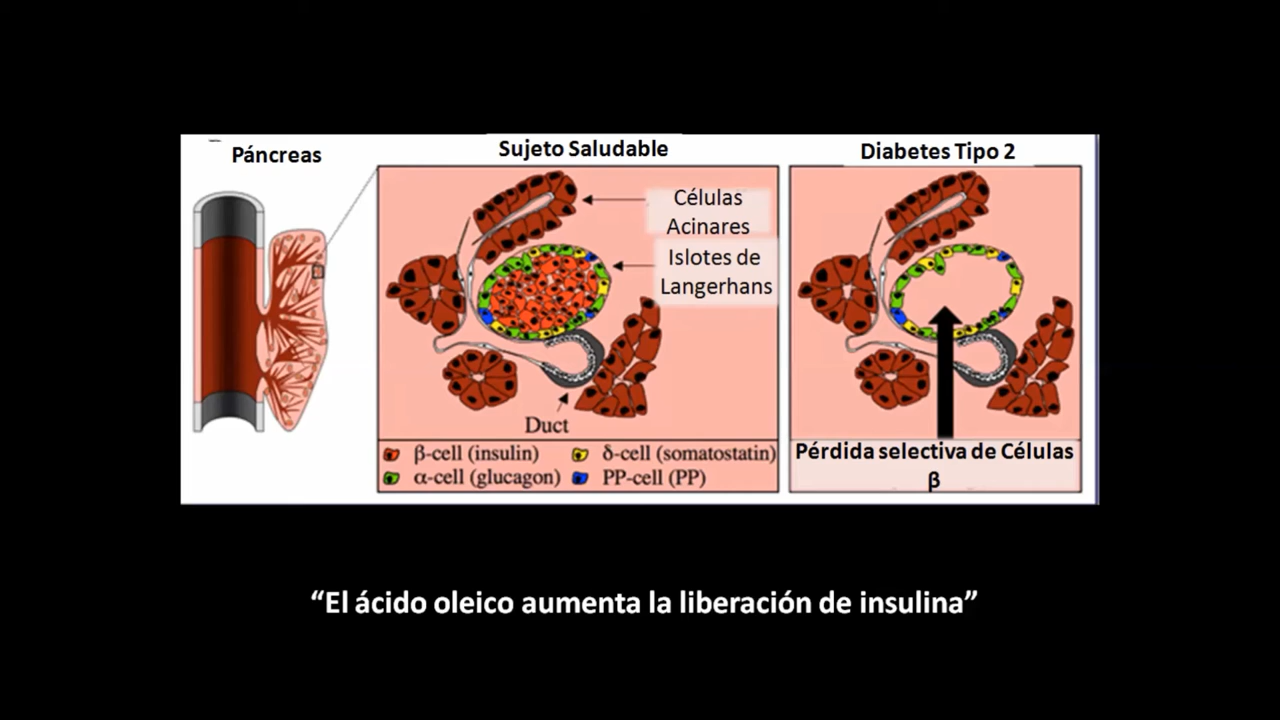 Páncreas
Sujeto Saludable
Diabetes Tipo 2
Células
Acinares
Islotes de
Langerhans
Duct
β-cell (insulin)
δ-cell (somatostatin)
α-cell (glucagon)
PP-cell (PP)
Pérdida selectiva de Células
β
“El ácido oleico aumenta la liberación de insulina”